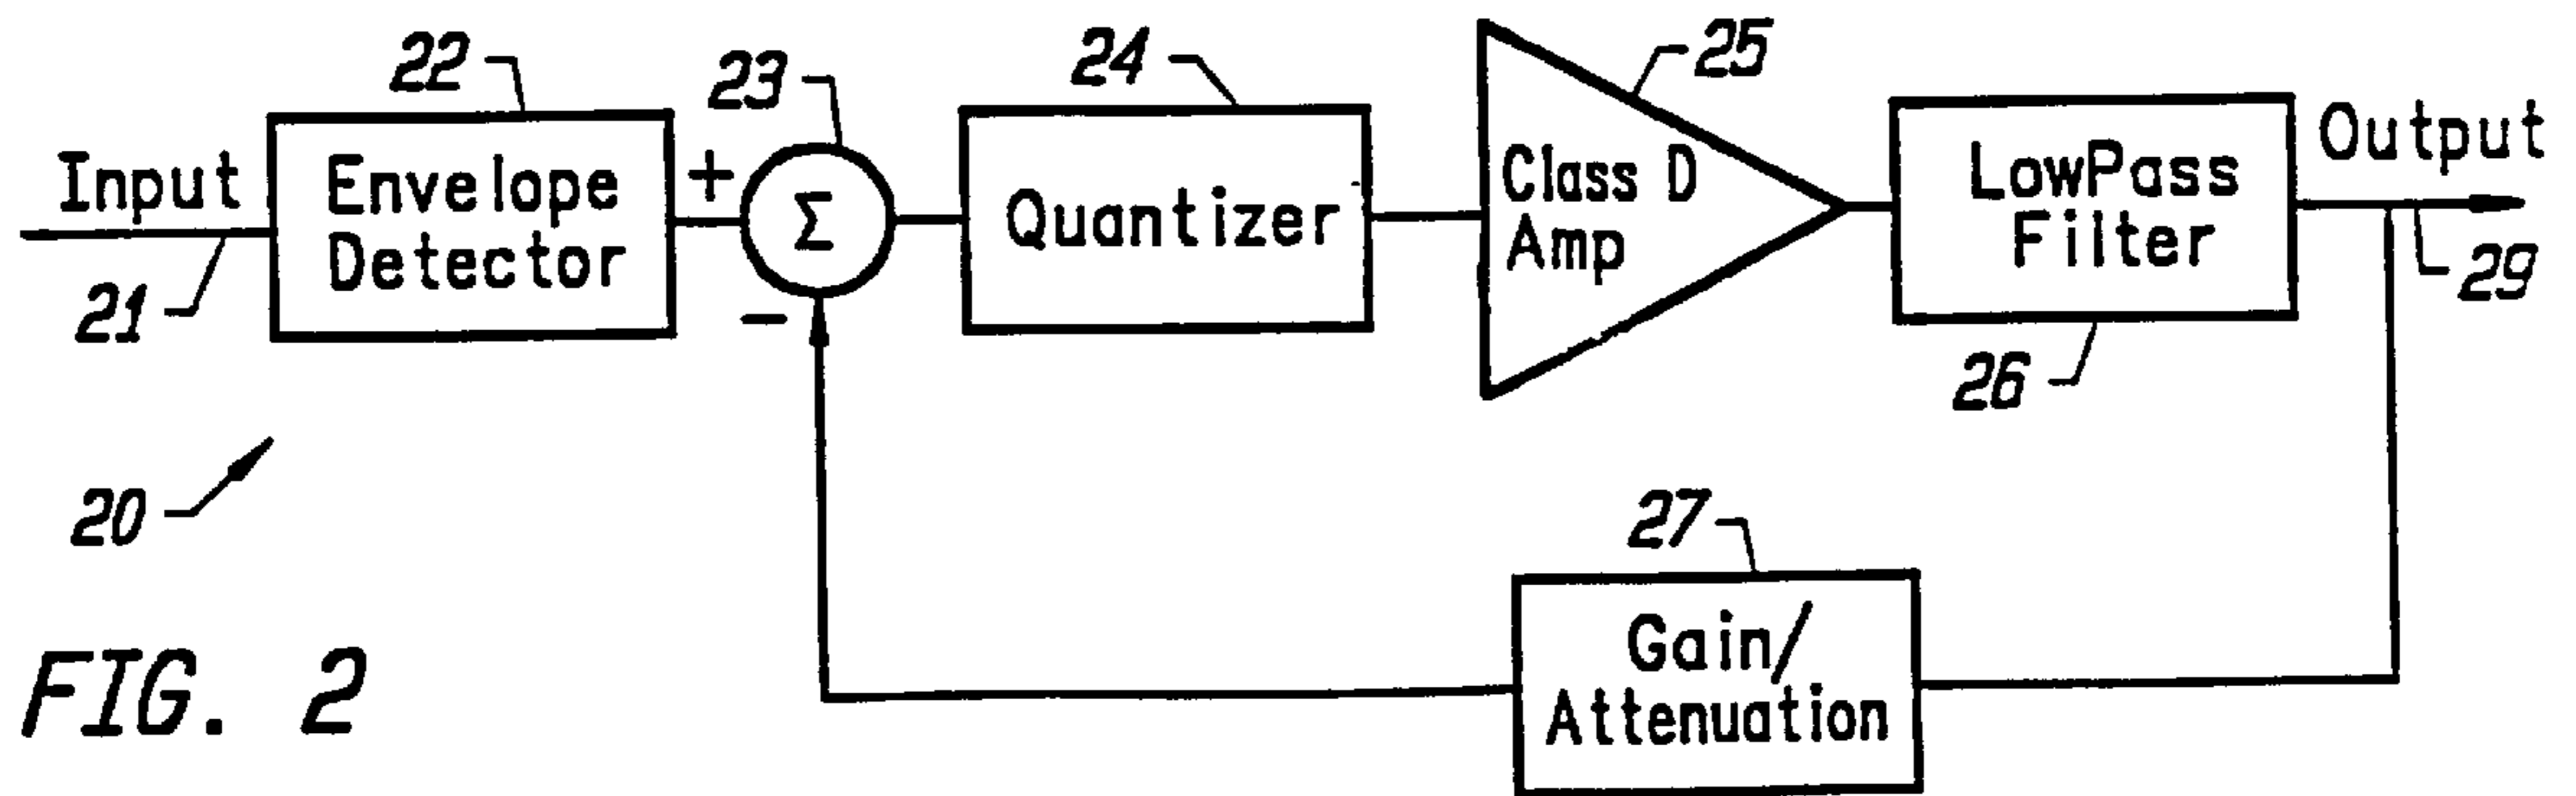 22
23
24
25
Input
Envelope
Detector
+
Σ
-
Quantizer
Class D
Amp
LowPass
Filter
Output
21
26
29
20
27
Gain/
Attenuation
FIG. 2